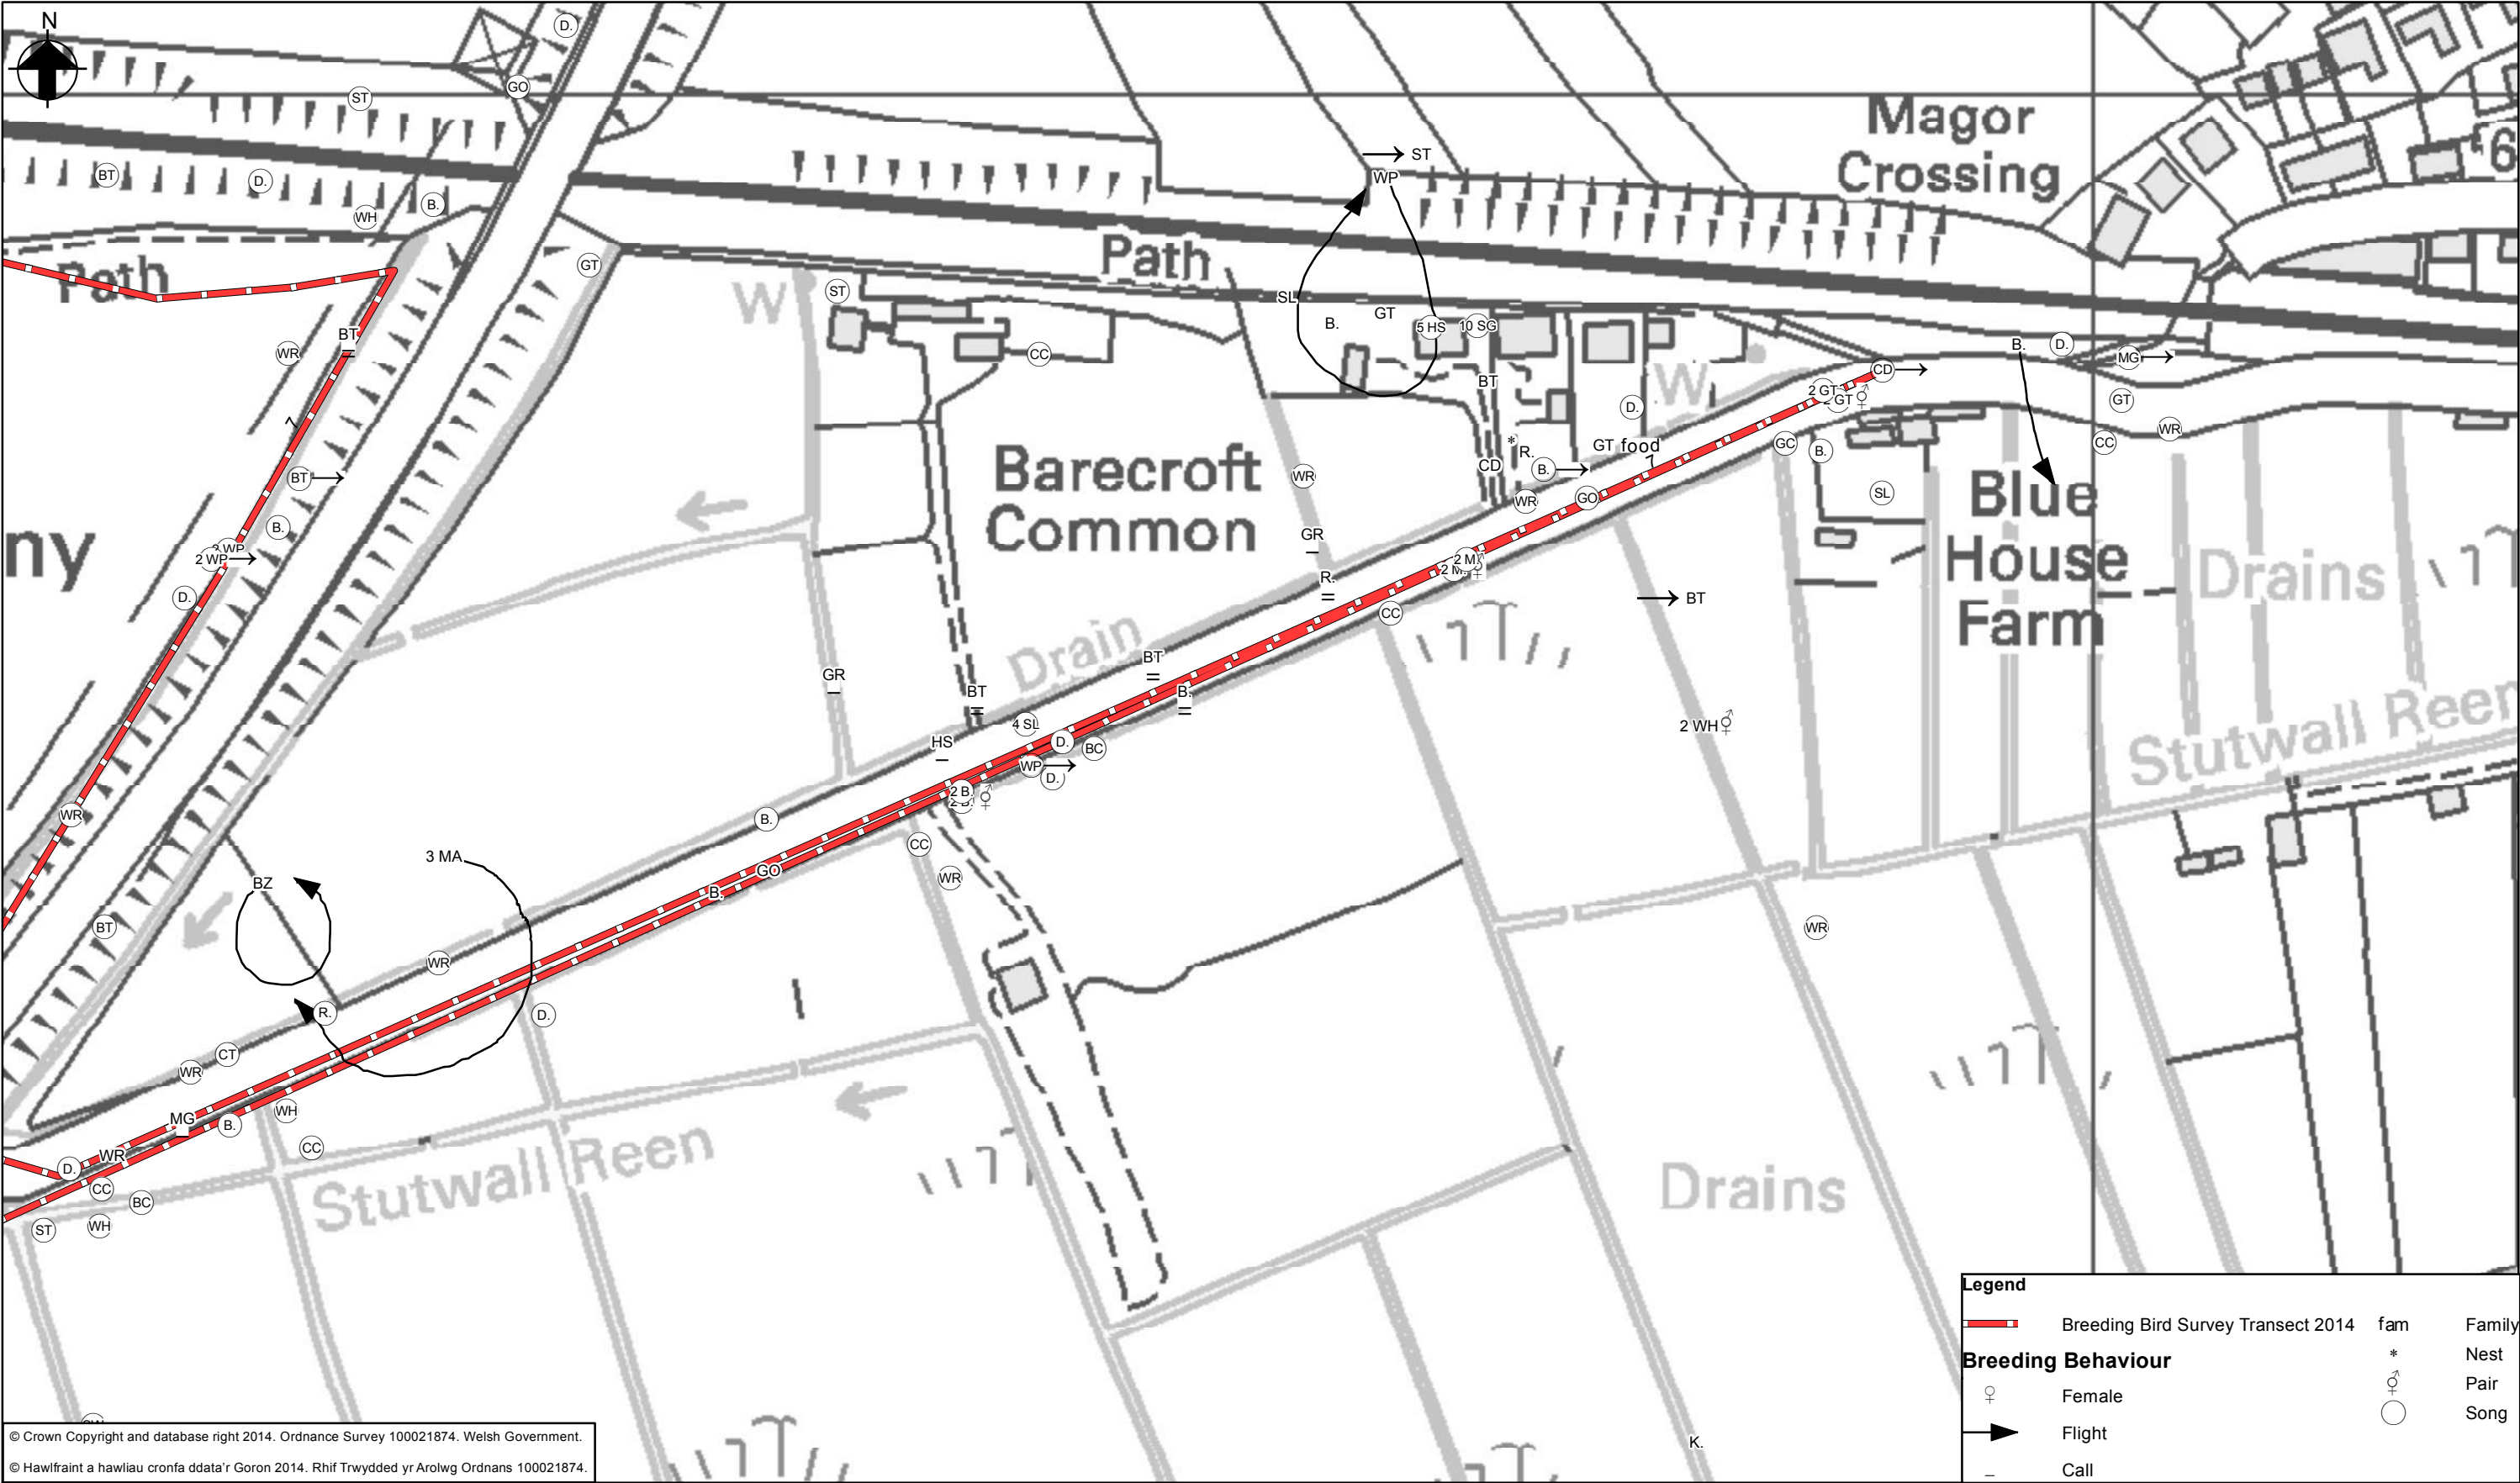 N
D.
GO
ST
Magor
Crossing
6
ST
WP
BT
D.
B.
WH
Path
Path
GT
W
ST
SL
GT
B.
5 HS
10 SG
CC
B.
D.
MG
BT
WR
CD
2 GT
GT
W
BT
D.
GT
WR
CC
GC
B.
R.
GT food
CD
B.
Barecroft
Common
WR
BT
B.
WR
GO
SL
Blue
House
Farm
ny
2 WP
GR
2 M.
2 M.
Drains
D.
R.
CC
BT
Drain
BT
GR
BT
B.
4 SL
2 WH
HS
D.
BC
WP
D.
Stutwall Reen
2 B.
WR
B.
CC
3 MA
GO
WR
BZ
B.
BT
WR
WR
R.
D.
CT
WR
MG
WH
B.
CC
WR
Stutwall Reen
D.
CC
BC
ST
WH
Drains
K.
Legend
Breeding Bird Survey Transect 2014
fam
Family
Breeding Behaviour
*
Nest
♀
Female
Pair
Song
Flight
Call
© Crown Copyright and database right 2014. Ordnance Survey 100021874. Welsh Government.
© Hawlfraint a hawliau cronfa ddata'r Goron 2014. Rhif Trwydded yr Arolwg Ordnans 100021874.